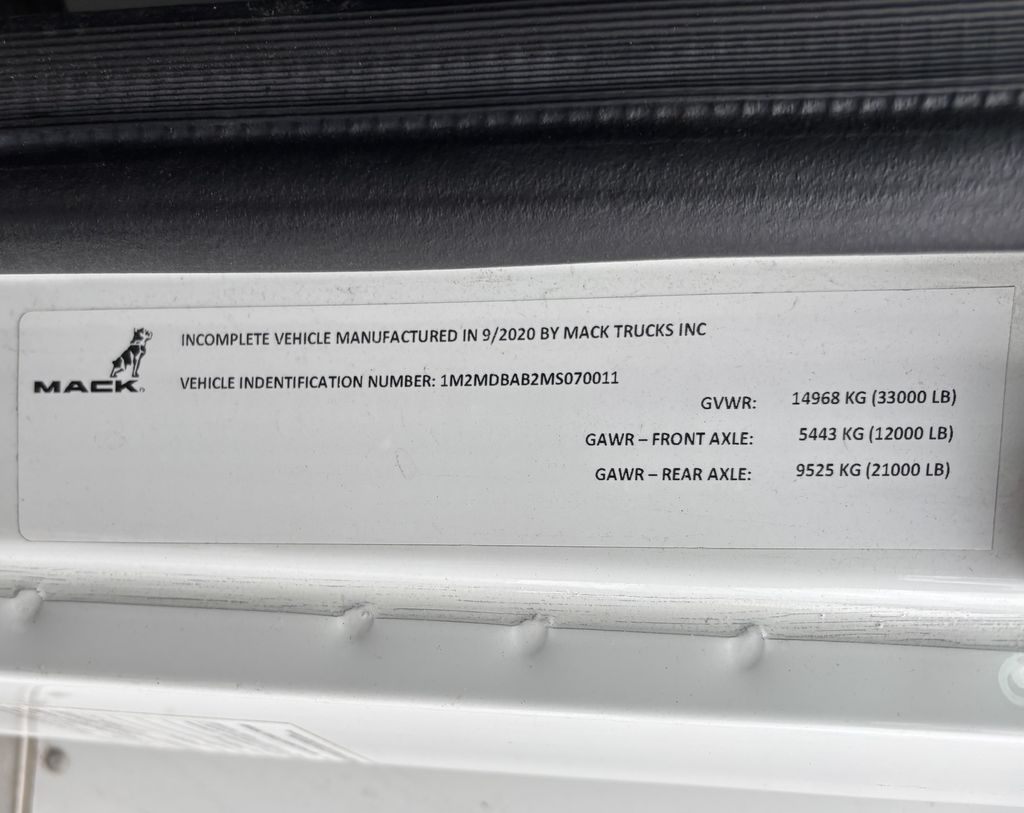 INCOMPLETE VEHICLE MANUFACTURED IN 9/2020 BY MACK TRUCKS INC
MACK
VEHICLE INDENTIFICATION NUMBER: 1M2MDBAB2MS070011
GVWR: 14968 KG (33000 LB)
GAWR – FRONT AXLE: 5443 KG (12000 LB)
GAWR – REAR AXLE: 9525 KG (21000 LB)